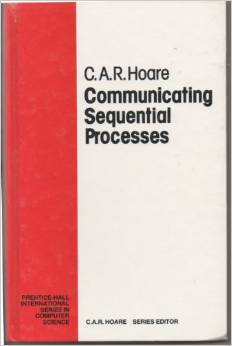 C.A.R. Hoare
Communicating
Sequential
Processes
PRENTICE-HALL
INTERNATIONAL
SERIES IN
COMPUTER
SCIENCE
C.A.R. HOARE SERIES EDITOR